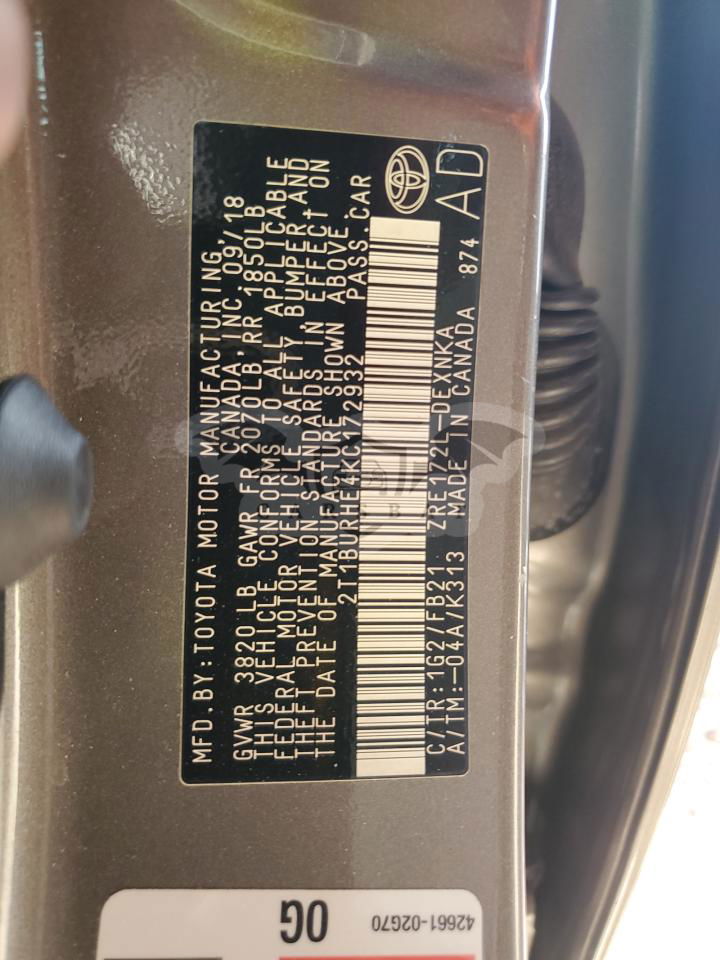 MFD.BY:TOYOTA MOTOR MANUFACTURING
CANADA,INC. 09/18
GVWR 3820LB GAWR FR 2070LB,RR 1850LB
THIS VEHICLE CONFORMS TO ALL APPLICABLE
FEDERAL MOTOR VEHICLE SAFETY, BUMPER, AND
THEFT PREVENTION STANDARDS IN EFFECT ON
THE DATE OF MANUFACTURE SHOWN ABOVE.
2T1BURHE4KC172932 PASS.CAR
C/TR:1G2/FB21 ZRE172L-DEXNKA
A/TM:-04A/K313 MADE IN CANADA 874
AD
42661-02G70
0G